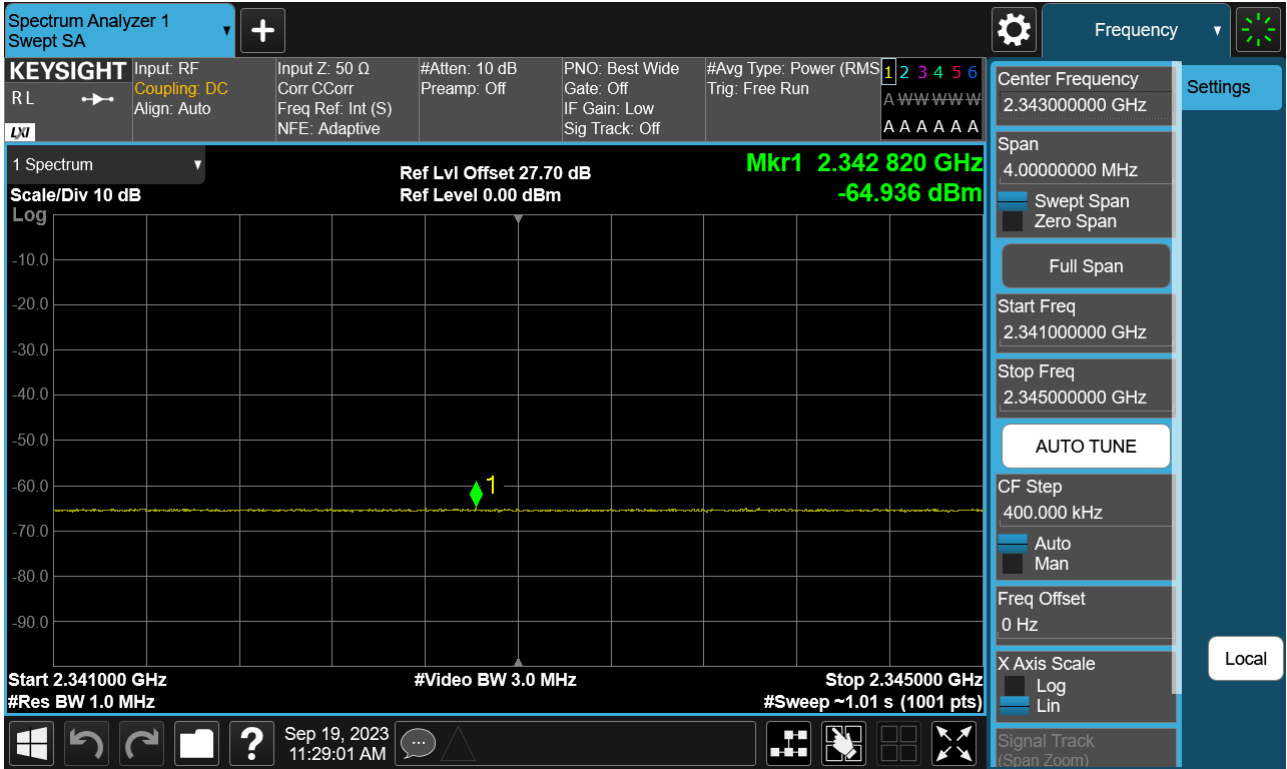 Spectrum Analyzer 1
Swept SA
+
Frequency
KEYSIGHT
R L
LXI
Input: RF
Coupling: DC
Align: Auto
Input Z: 50 Ω
Corr CCorr
Freq Ref: Int (S)
NFE: Adaptive
#Atten: 10 dB
Preamp: Off
PNO: Best Wide
Gate: Off
IF Gain: Low
Sig Track: Off
#Avg Type: Power (RMS
Trig: Free Run
1 2 3 4 5 6
A W W W W W
A A A A A A
1 Spectrum
Scale/Div 10 dB
Log
Ref Lvl Offset 27.70 dB
Ref Level 0.00 dBm
Mkr1 2.342 820 GHz
-64.936 dBm
-10.0
-20.0
-30.0
-40.0
-50.0
-60.0
-70.0
-80.0
-90.0
1
Start 2.341000 GHz
#Res BW 1.0 MHz
#Video BW 3.0 MHz
Stop 2.345000 GHz
#Sweep ~1.01 s (1001 pts)
Center Frequency
2.343000000 GHz
Span
4.00000000 MHz
Swept Span
Zero Span
Full Span
Start Freq
2.341000000 GHz
Stop Freq
2.345000000 GHz
AUTO TUNE
CF Step
400.000 kHz
Auto
Man
Freq Offset
0 Hz
X Axis Scale
Log
Lin
Signal Track
(Span Zoom)
Settings
Local
?
Sep 19, 2023
11:29:01 AM